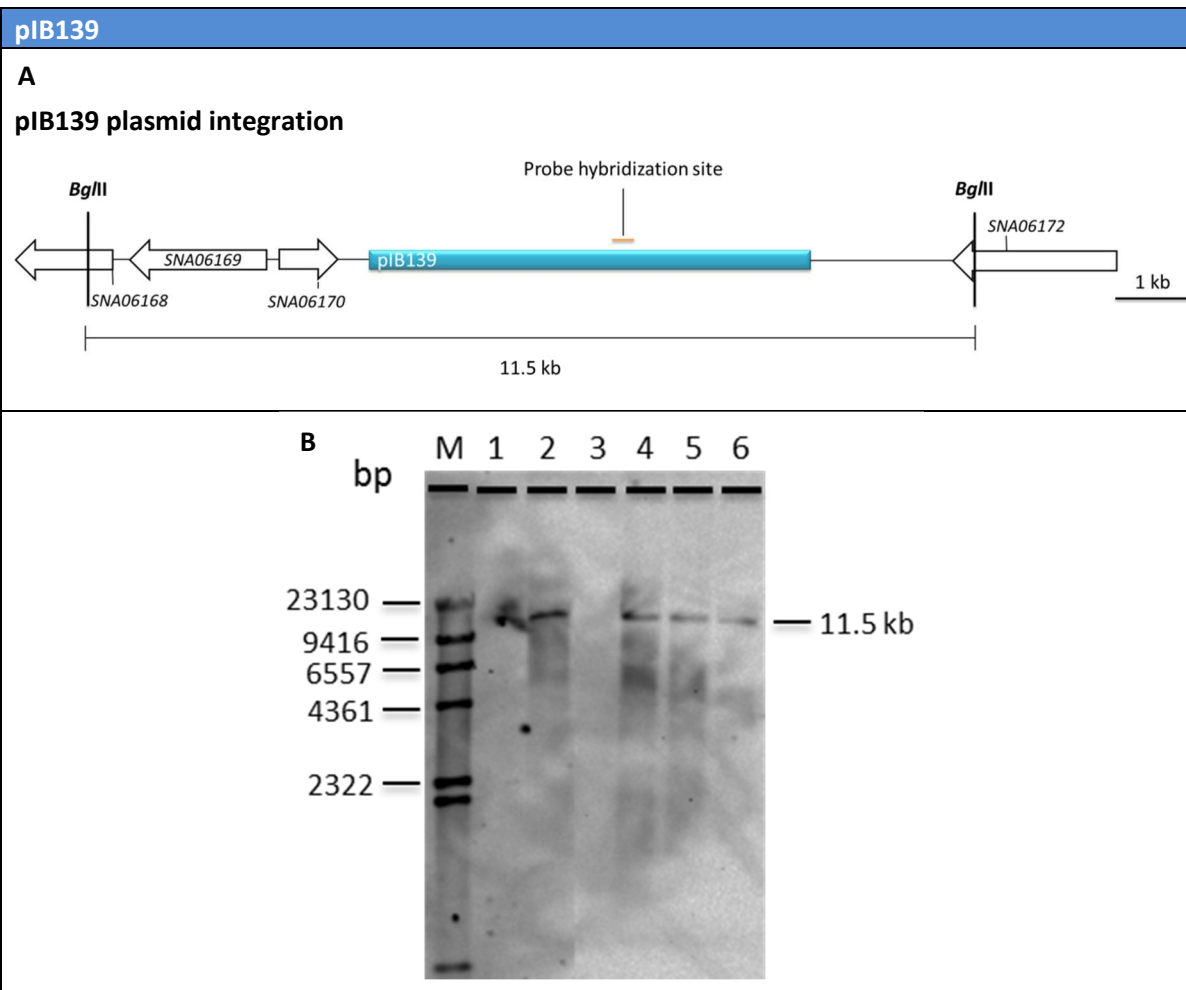 pIB139
A
pIB139 plasmid integration
Probe hybridization site
BglII
BglII
SNA06172
SNA06169
pIB139
1 kb
SNA06168
SNA06170
11.5 kb
B
M 1 2 3 4 5 6
bp
23130
11.5 kb
9416
6557
4361
2322